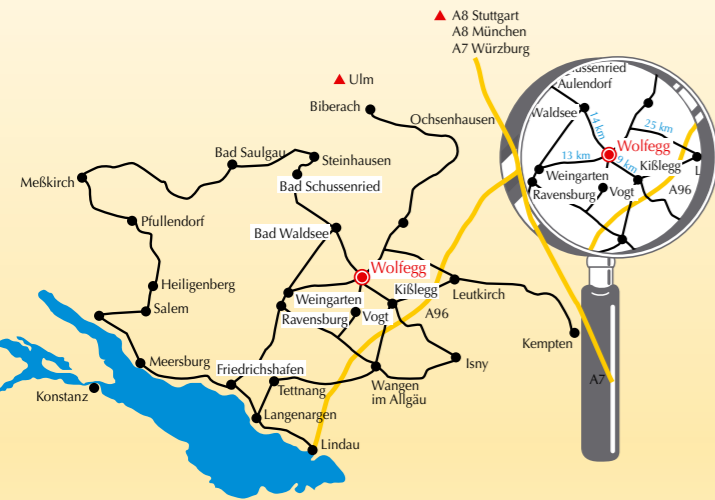 A8 Stuttgart
A8 München
A7 Würzburg
Ulm
Biberach
Ochsenhausen
Bad Saulgau
Steinhausen
Meßkirch
Bad Schussenried
Pfullendorf
Bad Waldsee
Wolfegg
Heiligenberg
Weingarten
Kißlegg
Leutkirch
Salem
Ravensburg
Vogt
A96
Kempten
Meersburg
Friedrichshafen
Isny
Konstanz
Tettnang
Wangen
im Allgäu
Langenargen
Lindau
A7
ussenried
Aulendorf
Waldsee
14 km
25 km
Wolfegg
13 km
9 km
Kißlegg
L
Weingarten
Ravensburg
Vogt
A96